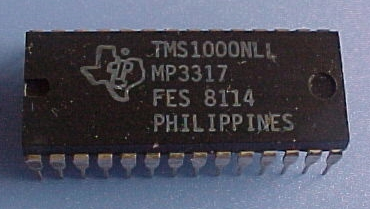 TMS1000NLL
MP3317
FES 8114
PHILIPPINES